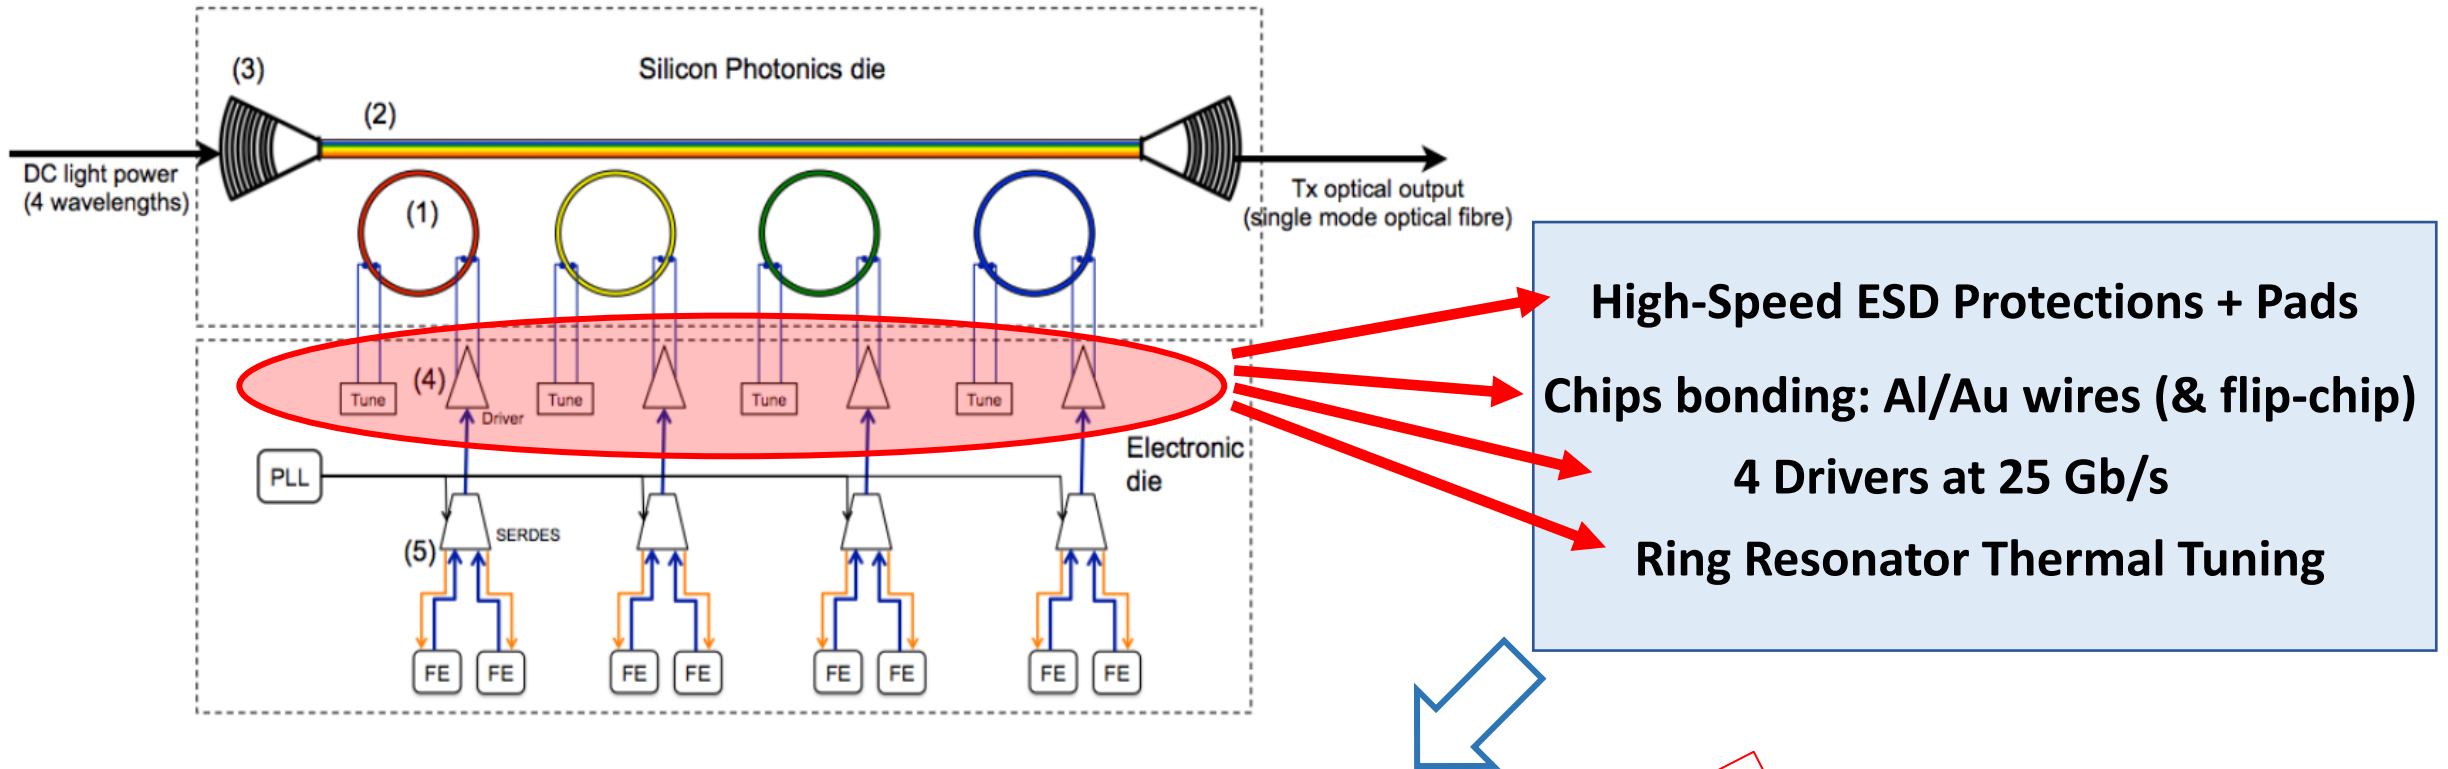 (3)
Silicon Photonics die
(2)
DC light power
(4 wavelengths)
(1)
Tx optical output
(single mode optical fibre)
High-Speed ESD Protections + Pads
Chips bonding: Al/Au wires (& flip-chip)
4 Drivers at 25 Gb/s
Ring Resonator Thermal Tuning
(4)
Tune
Tune
Tune
Tune
Driver
Electronic
die
PLL
SERDES
(5)
FE
FE
FE
FE
FE
FE
FE
FE